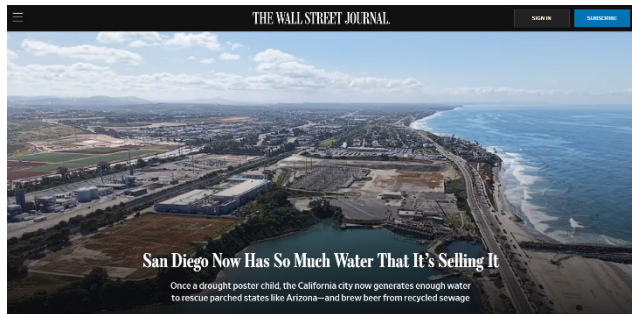 THE WALL STREET JOURNAL.
SIGN IN
SUBSCRIBE
San Diego Now Has So Much Water That It's Selling It
Once a drought poster child, the California city now generates enough water
to rescue parched states like Arizona—and brew beer from recycled sewage